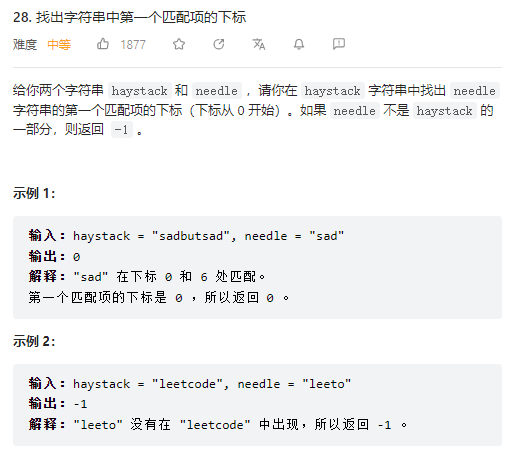 28. 找出字符串中第一个匹配项的下标
难度 中等 1877
给你两个字符串 haystack 和 needle ，请你在 haystack 字符串中找出 needle
字符串的第一个匹配项的下标（下标从 0 开始）。如果 needle 不是 haystack 的
一部分，则返回 -1 。
示例 1：
输入：haystack = "sadbutsad", needle = "sad"
输出：0
解释："sad" 在下标 0 和 6 处匹配。
第一个匹配项的下标是 0 ，所以返回 0 。
示例 2：
输入：haystack = "leetcode", needle = "leeto"
输出：-1
解释："leeto" 没有在 "leetcode" 中出现，所以返回 -1 。